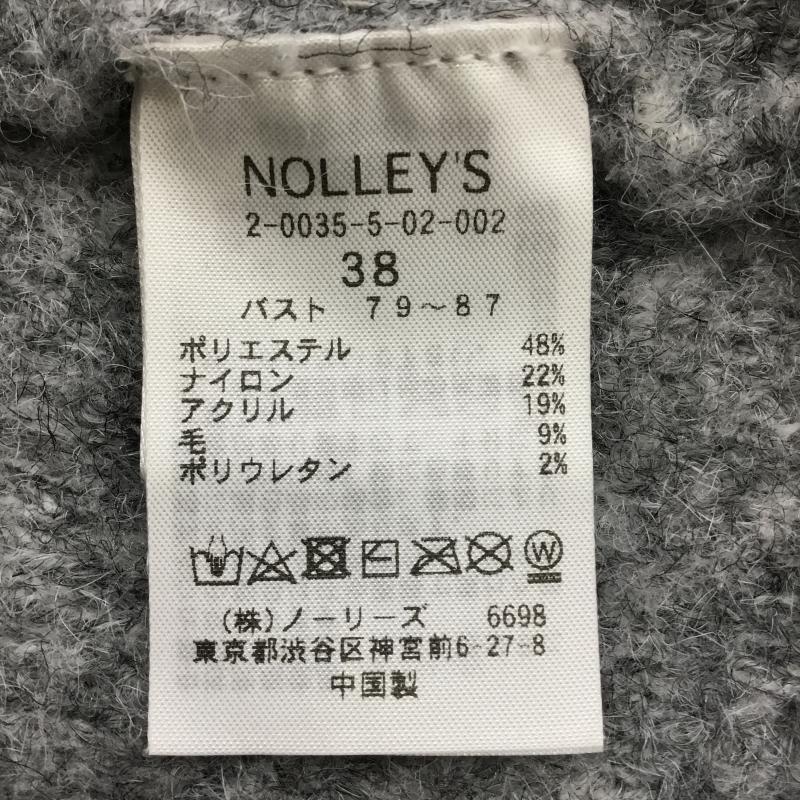 NOLLEY'S
2-0035-5-02-002
38
バスト 79～87
ポリエステル 48%
ナイロン 22%
アクリル 19%
毛 9%
ポリウレタン 2%
W
(株)ノーリーズ 6698
東京都渋谷区神宮前6-27-8
中国製